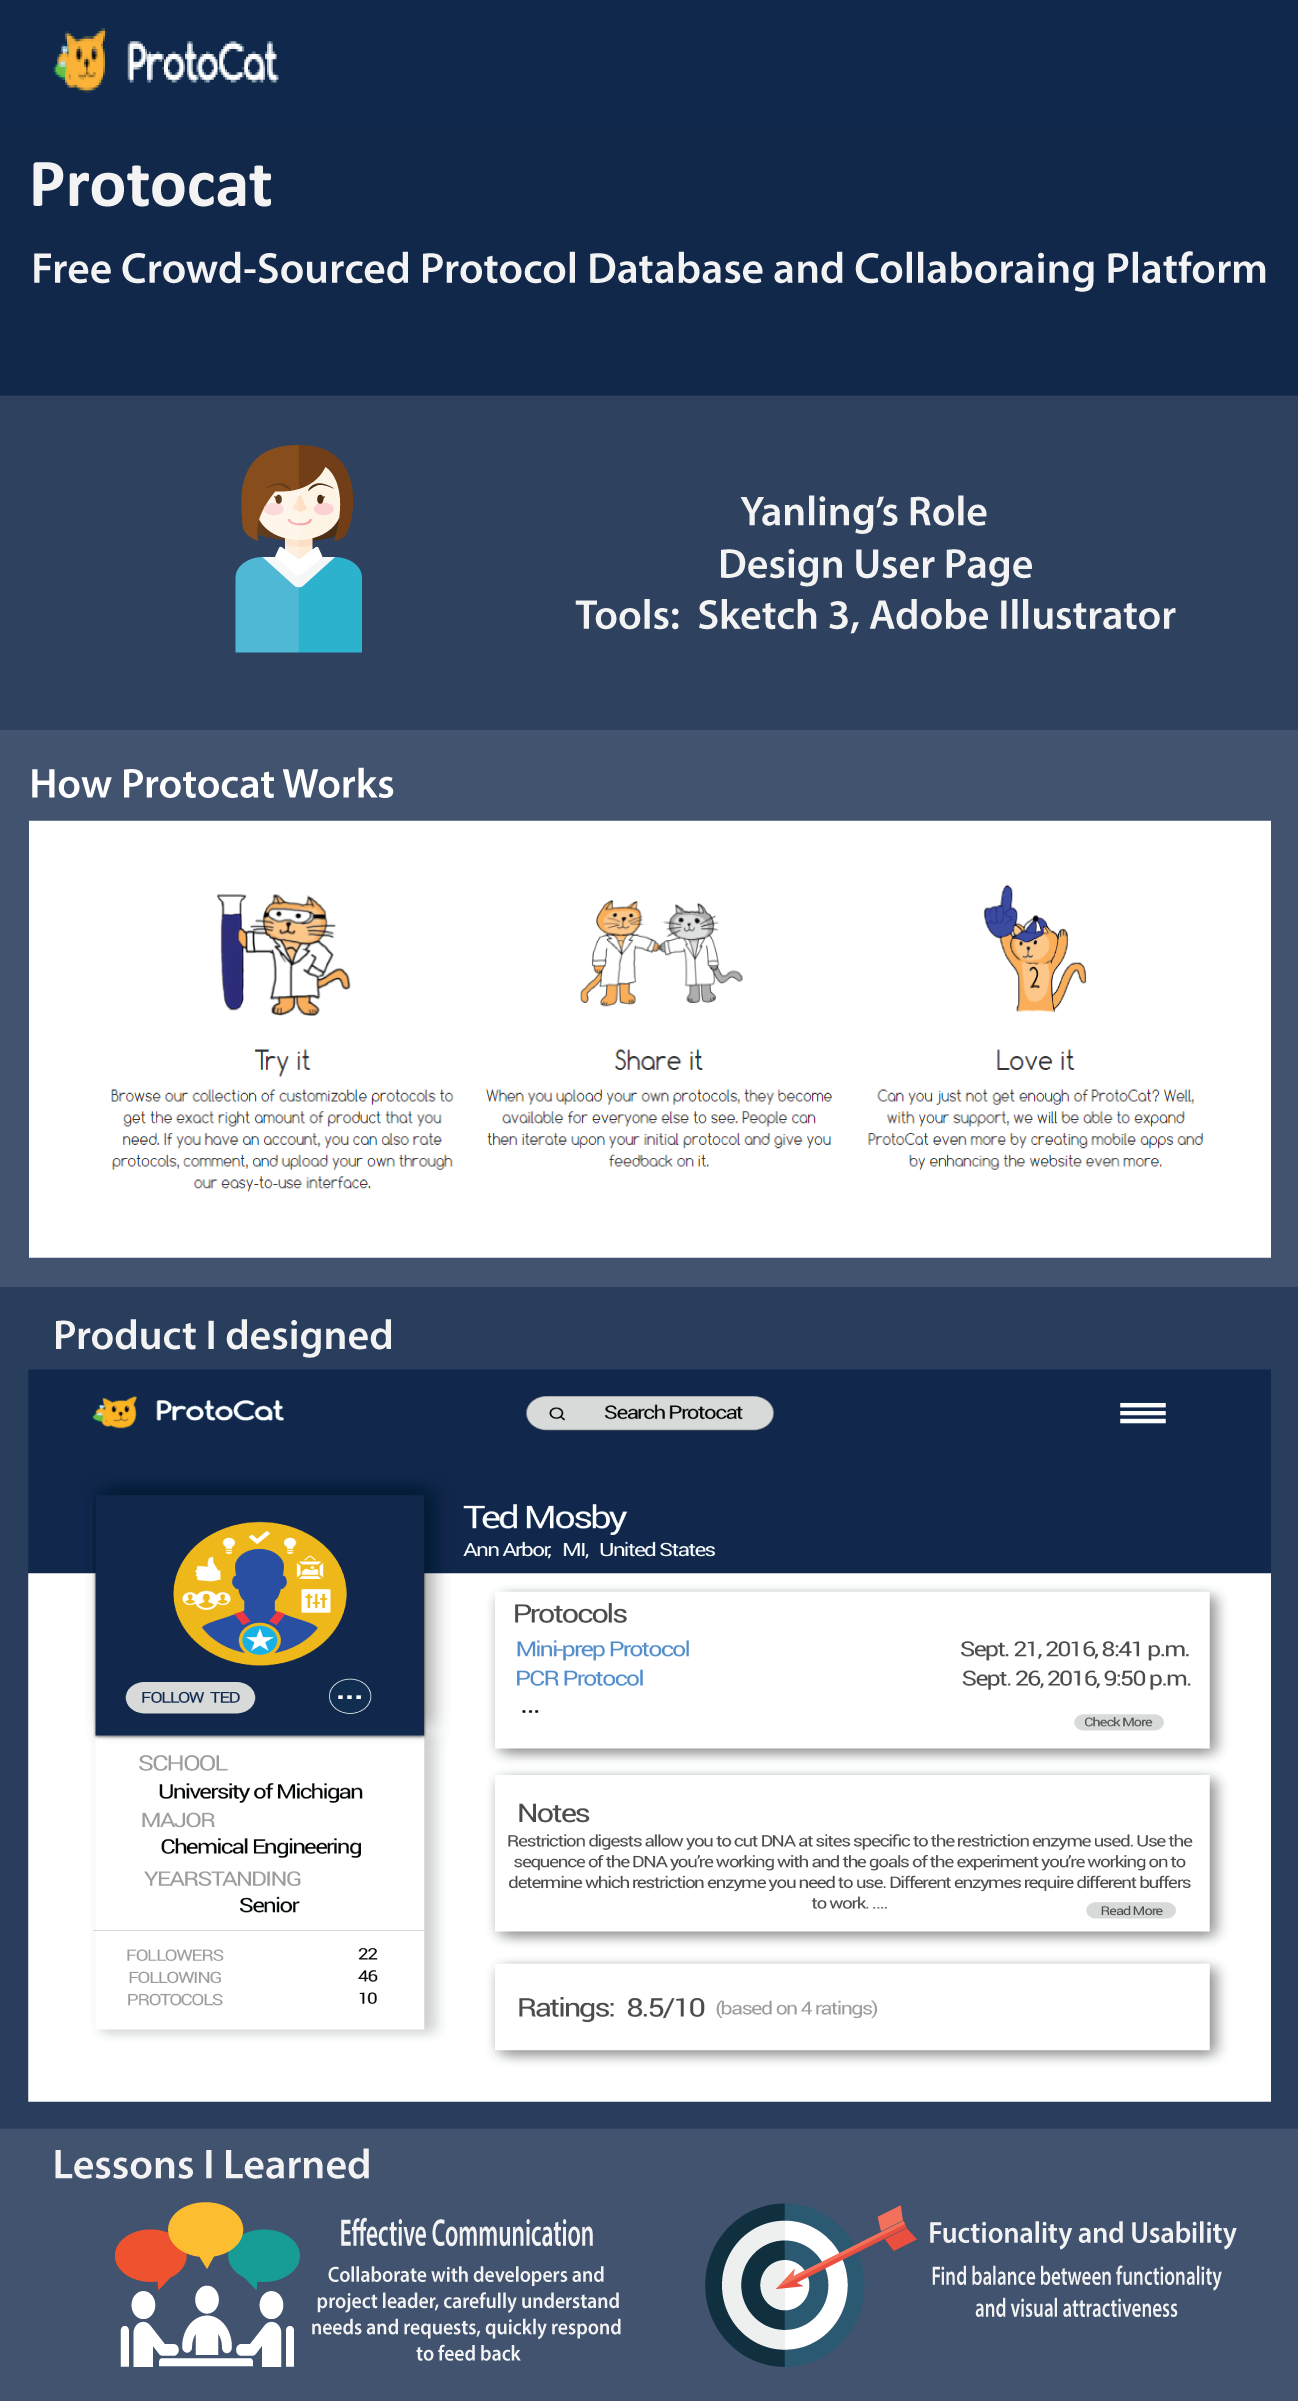 ProtoCat
Protocat
Free Crowd-Sourced Protocol Database and Collaboraing Platform
Yanling's Role
Design User Page
Tools: Sketch 3, Adobe Illustrator
How Protocat Works
Try it
Browse our collection of customizable protocols to
get the exact right amount of product that you
need. If you have an account, you can also rate
protocols, comment, and upload your own through
our easy-to-use interface.
Share it
When you upload your own protocols, they become
available for everyone else to see. People can
then iterate upon your initial protocol and give you
feedback on it.
2
Love it
Can you just not get enough of ProtoCat? Well,
with your support, we will be able to expand
ProtoCat even more by creating mobile apps and
by enhancing the website even more.
Product I designed
ProtoCat
Search Protocat
Ted Mosby
Ann Arbor, MI, United States
FOLLOW TED
...
SCHOOL
University of Michigan
MAJOR
Chemical Engineering
YEARSTANDING
Senior
FOLLOWERS 22
FOLLOWING 46
PROTOCOLS 10
Protocols
Mini-prep Protocol Sept. 21, 2016, 8:41 p.m.
PCR Protocol Sept. 26, 2016, 9:50 p.m.
...
Check More
Notes
Restriction digests allow you to cut DNA at sites specific to the restriction enzyme used. Use the
sequence of the DNA you're working with and the goals of the experiment you're working on to
determine which restriction enzyme you need to use. Different enzymes require different buffers
to work. ....
Read More
Ratings: 8.5/10 (based on 4 ratings)
Lessons I Learned
Effective Communication
Collaborate with developers and
project leader, carefully understand
needs and requests, quickly respond
to feed back
Fuctionality and Usability
Find balance between functionality
and visual attractiveness